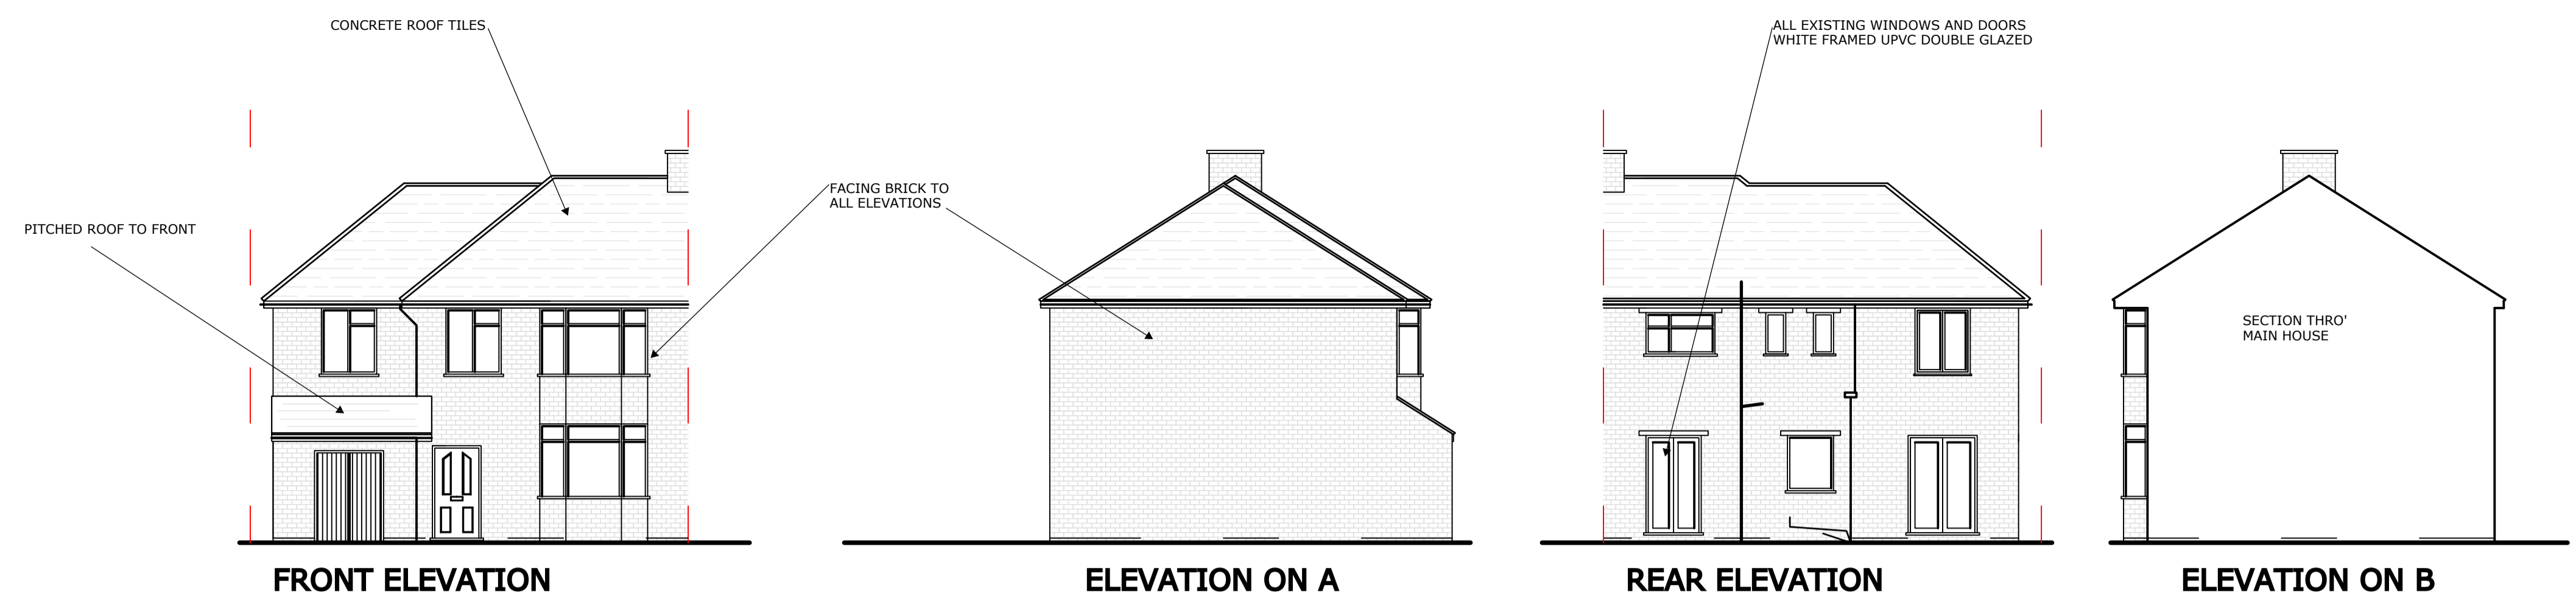 CONCRETE ROOF TILES
ALL EXISTING WINDOWS AND DOORS
WHITE FRAMED UPVC DOUBLE GLAZED
FACING BRICK TO
ALL ELEVATIONS
PITCHED ROOF TO FRONT
SECTION THRO'
MAIN HOUSE
FRONT ELEVATION
ELEVATION ON A
REAR ELEVATION
ELEVATION ON B